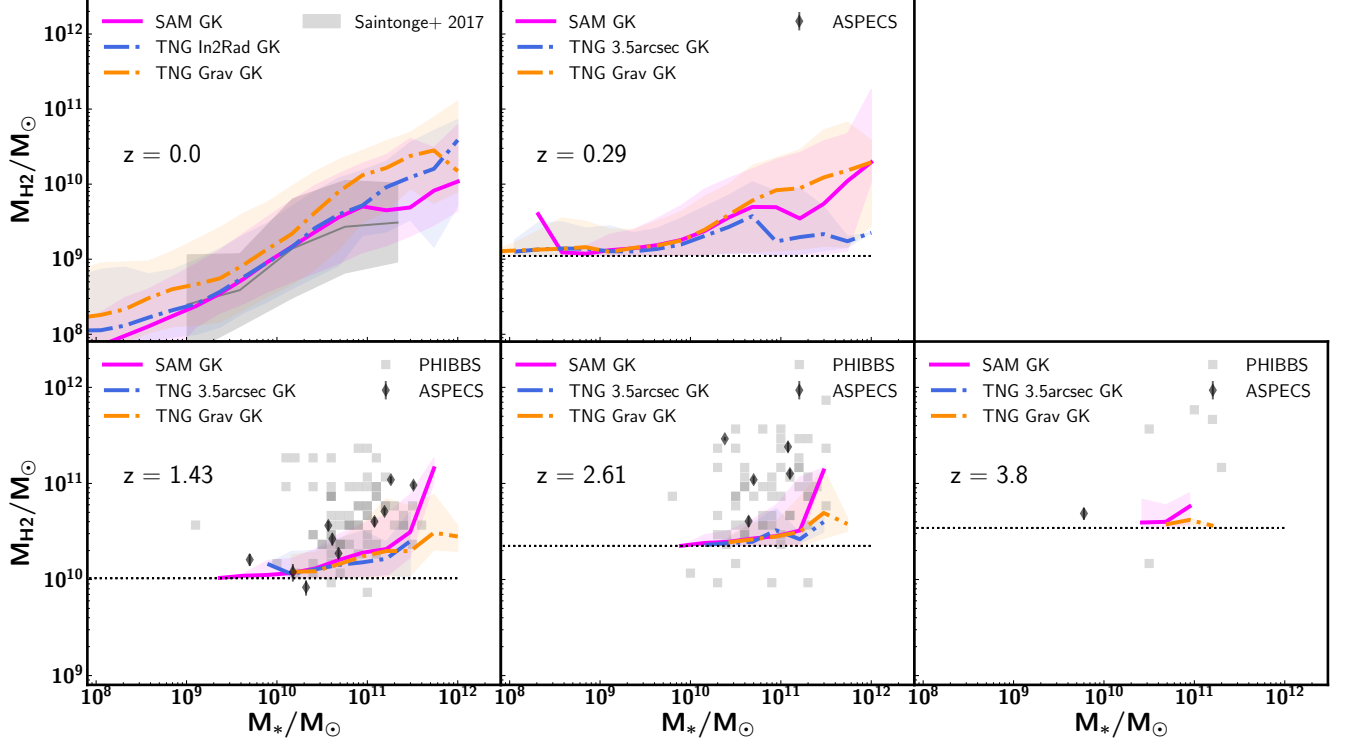 SAM GK
TNG In2Rad GK
TNG Grav GK
Saintonge+ 2017
z = 0.0
10¹²
10¹¹
10¹⁰
10⁹
10⁸
M_H2/M_⊙
SAM GK
TNG 3.5arcsec GK
TNG Grav GK
ASPECS
z = 0.29
SAM GK
TNG 3.5arcsec GK
TNG Grav GK
PHIBBS
ASPECS
z = 1.43
10¹²
10¹¹
10¹⁰
10⁹
M_H2/M_⊙
10⁸ 10⁹ 10¹⁰ 10¹¹ 10¹²
M_*/M_⊙
SAM GK
TNG 3.5arcsec GK
TNG Grav GK
PHIBBS
ASPECS
z = 2.61
10⁸ 10⁹ 10¹⁰ 10¹¹ 10¹²
M_*/M_⊙
SAM GK
TNG 3.5arcsec GK
TNG Grav GK
PHIBBS
ASPECS
z = 3.8
10⁸ 10⁹ 10¹⁰ 10¹¹ 10¹²
M_*/M_⊙